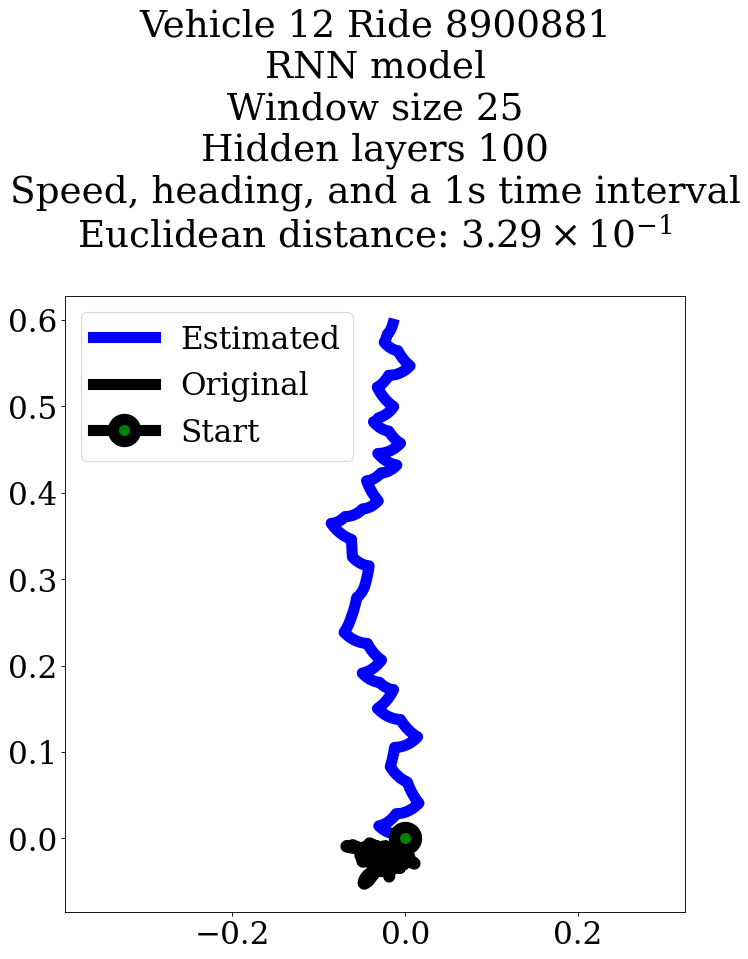 Vehicle 12 Ride 8900881
RNN model
Window size 25
Hidden layers 100
Speed, heading, and a 1s time interval
Euclidean distance: 3.29 × 10⁻¹
Estimated
Original
Start
0.6
0.5
0.4
0.3
0.2
0.1
0.0
−0.2
0.0
0.2